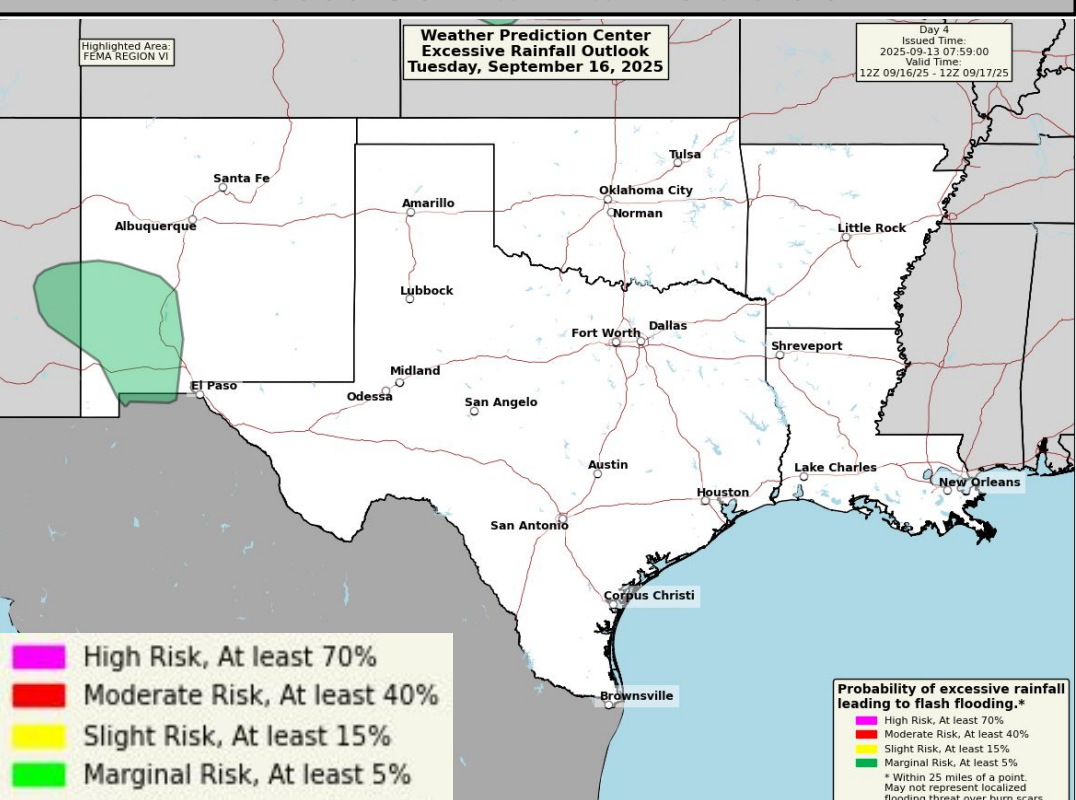 Highlighted Area:
FEMA REGION VI
Weather Prediction Center
Excessive Rainfall Outlook
Tuesday, September 16, 2025
Day 4
Issued Time:
2025-09-13 07:59:00
Valid Time:
12Z 09/16/25 - 12Z 09/17/25
Tulsa
Santa Fe
Oklahoma City
Amarillo
Norman
Albuquerque
Little Rock
Lubbock
Dallas
Fort Worth
Shreveport
Midland
El Paso
Odessa
San Angelo
Austin
Lake Charles
New Orleans
Houston
San Antonio
Corpus Christi
Brownsville
High Risk, At least 70%
Moderate Risk, At least 40%
Slight Risk, At least 15%
Marginal Risk, At least 5%
Probability of excessive rainfall
leading to flash flooding.*
High Risk, At least 70%
Moderate Risk, At least 40%
Slight Risk, At least 15%
Marginal Risk, At least 5%
* Within 25 miles of a point.
May not represent localized
flooding threat over burn scars